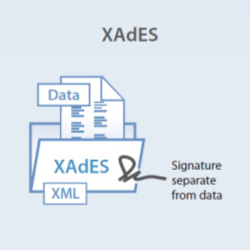 XAdES
Data
XAdES
XML
Signature
separate
from data